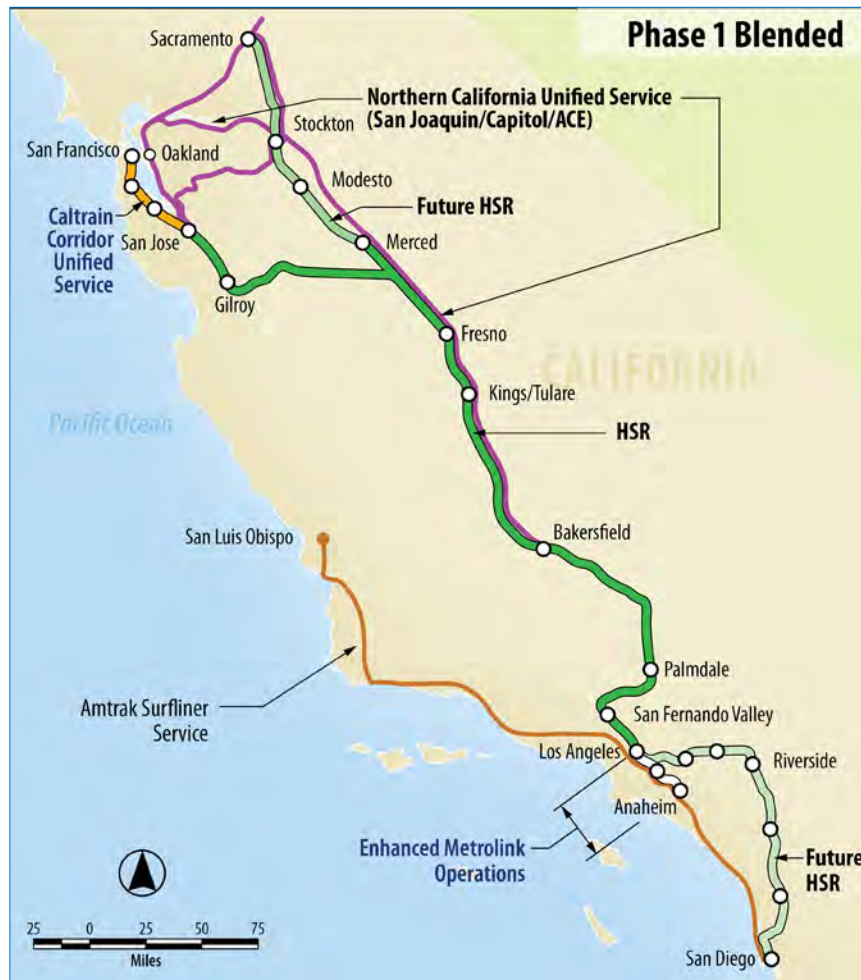 Phase 1 Blended
Sacramento
Northern California Unified Service
(San Joaquin/Capitol/ACE)
Stockton
San Francisco
Oakland
Modesto
Future HSR
Caltrain
Corridor
Unified
Service
San Jose
Merced
Gilroy
Fresno
CALIFORNIA
Kings/Tulare
Pacific Ocean
HSR
San Luis Obispo
Bakersfield
Palmdale
Amtrak Surfliner
Service
San Fernando Valley
Los Angeles
Riverside
Anaheim
Enhanced Metrolink
Operations
Future
HSR
25 0 25 50 75
Miles
San Diego